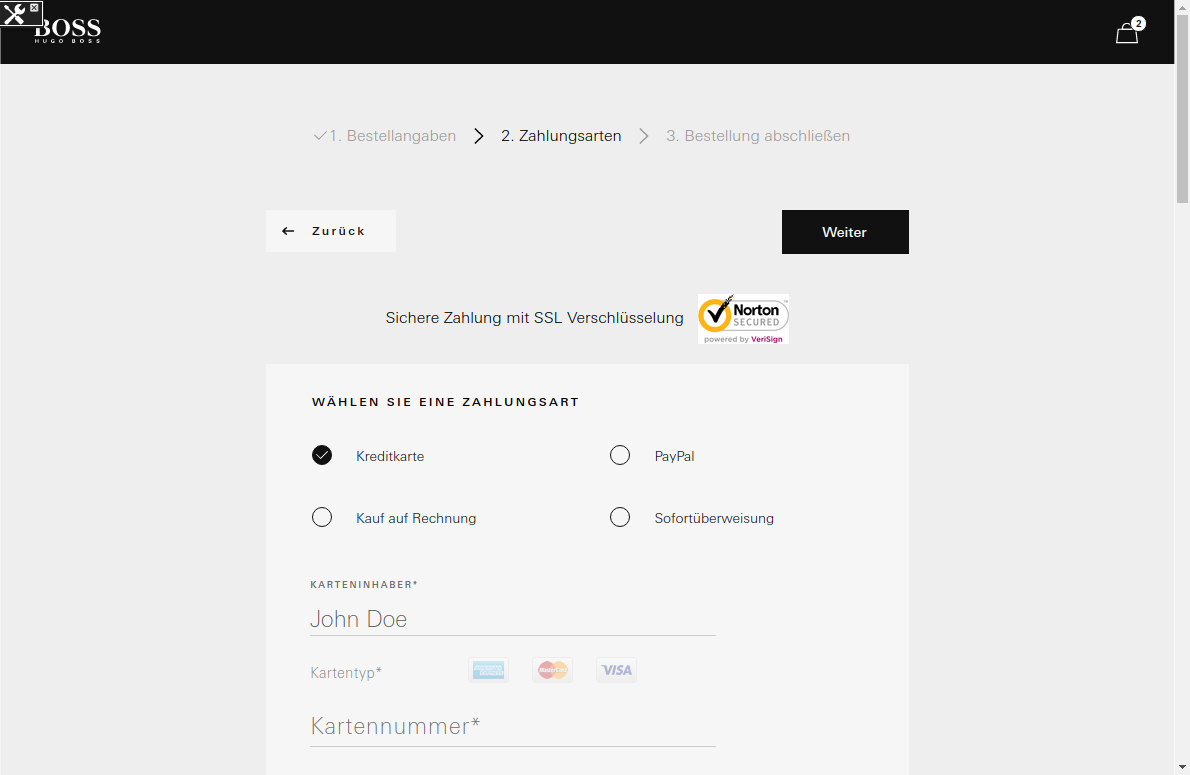 BOSS
HUGO BOSS
2
1. Bestellangaben
2. Zahlungsarten
3. Bestellung abschließen
Zurück
Weiter
Sichere Zahlung mit SSL Verschlüsselung
Norton
SECURED
powered by VeriSign
WÄHLEN SIE EINE ZAHLUNGSART
Kreditkarte
PayPal
Kauf auf Rechnung
Sofortüberweisung
KARTENINHABER*
John Doe
Kartentyp*
MasterCard
VISA
Kartennummer*